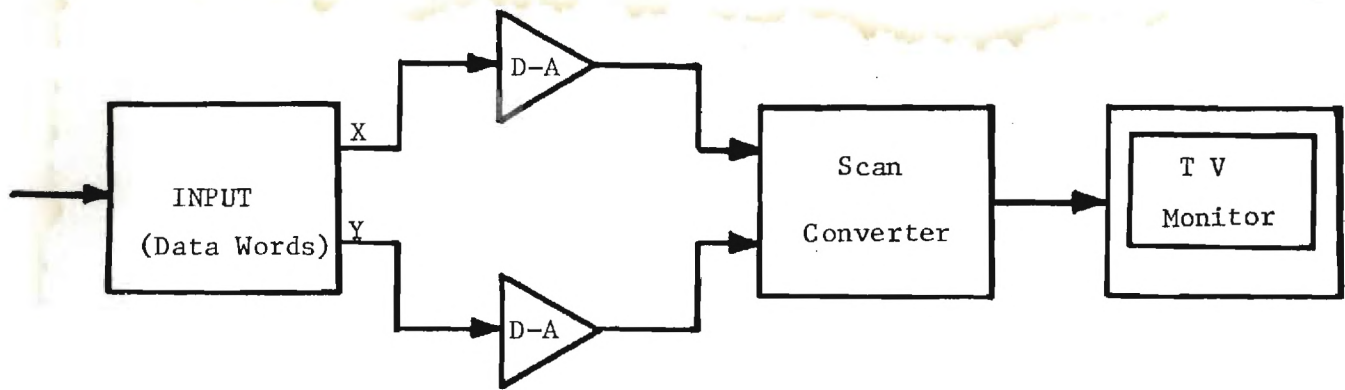 INPUT
(Data Words)
X
Y
D-A
D-A
Scan
Converter
T V
Monitor